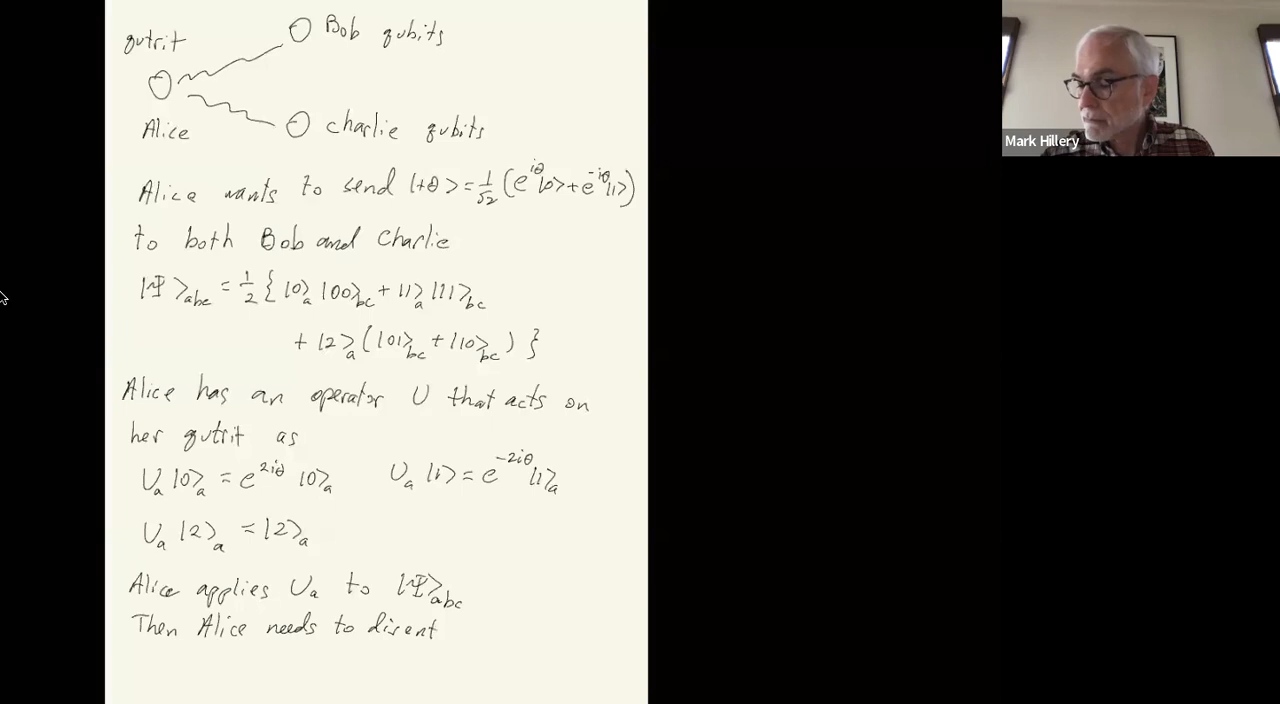 qutrit
Bob qubits
Alice
Charlie qubits
Alice wants to send |+θ> = 1/√2 (e^{iθ}|0> + e^{-iθ}|1>)
to both Bob and Charlie
|Ψ>_{abc} = 1/2 { |0>_a |00>_{bc} + |1>_a |11>_{bc}
+ |2>_a ( |01>_{bc} + |10>_{bc} ) }
Alice has an operator U that acts on
her qutrit as
U_a |0>_a = e^{2iθ} |0>_a U_a |1> = e^{-2iθ} |1>_a
U_a |2>_a = |2>_a
Alice applies U_a to |Ψ>_{abc}
Then Alice needs to disent
Mark Hillery